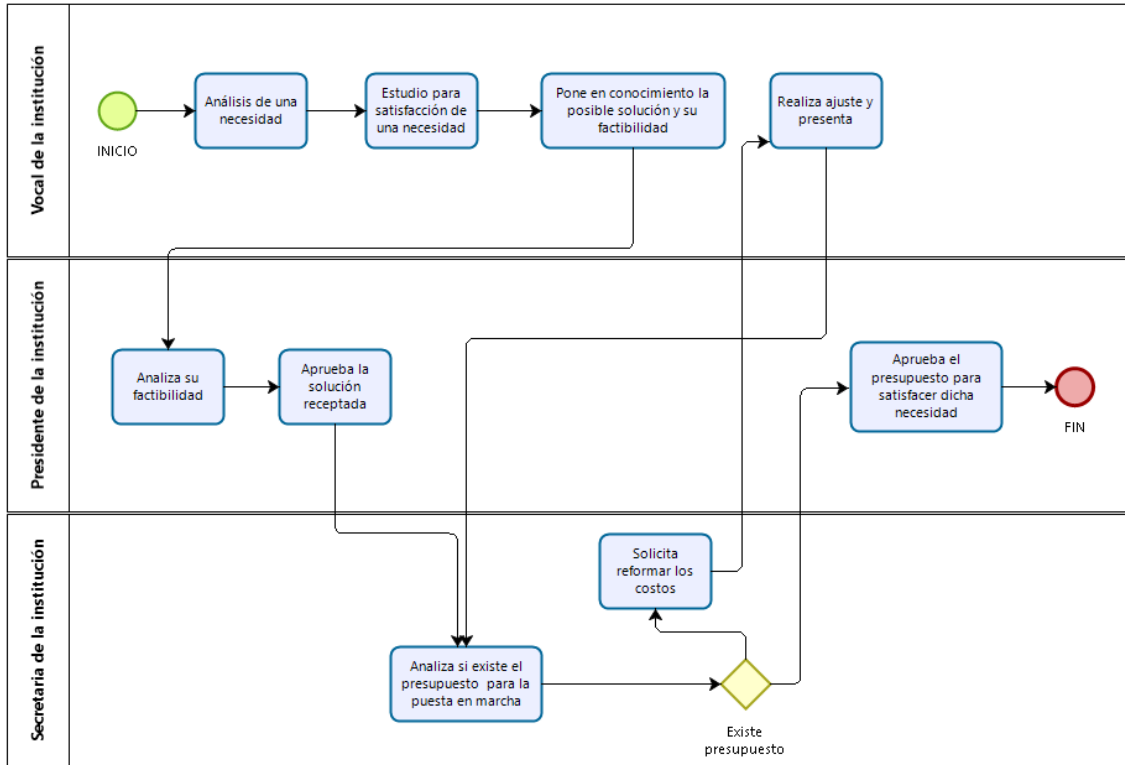 Vocal de la institución
INICIO
Análisis de una
necesidad
Estudio para
satisfacción de
una necesidad
Pone en conocimiento la
posible solución y su
factibilidad
Realiza ajuste y
presenta
Presidente de la institución
Analiza su
factibilidad
Aprueba la
solución
receptada
Aprueba el
presupuesto para
satisfacer dicha
necesidad
FIN
Secretaria de la institución
Solicita
reformar los
costos
Analiza si existe el
presupuesto para la
puesta en marcha
Existe
presupuesto